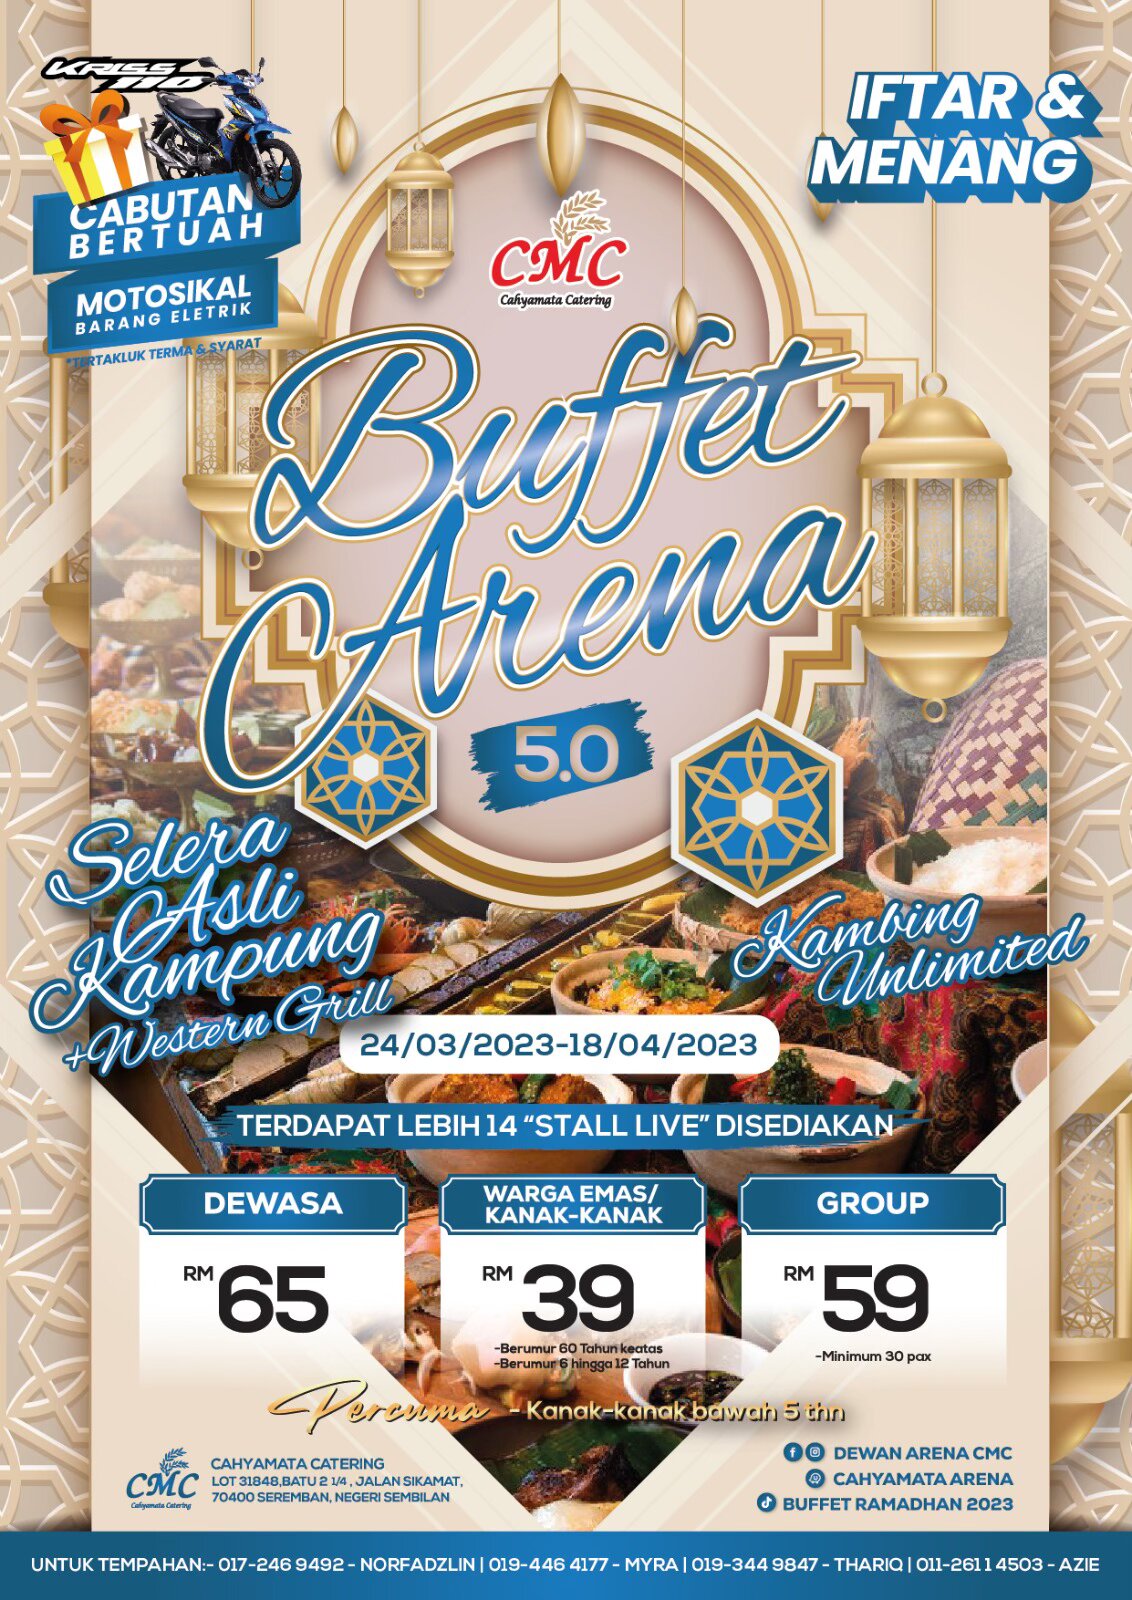 KRISS
110
CABUTAN
BERTUAH
MOTOSIKAL
BARANG ELETRIK
*TERTAKLUK TERMA & SYARAT
IFTAR &
MENANG
CMC
Cahyamata Catering
Buffet
Arena
5.0
Selera
Asli
Kampung
+Western Grill
Kambing
Unlimited
24/03/2023-18/04/2023
TERDAPAT LEBIH 14 “STALL LIVE” DISEDIAKAN
DEWASA
RM 65
WARGA EMAS/
KANAK-KANAK
RM 39
-Berumur 60 Tahun keatas
-Berumur 6 hingga 12 Tahun
GROUP
RM 59
-Minimum 30 pax
Percuma - Kanak-kanak bawah 5 thn
CMC
Cahyamata Catering
CAHYAMATA CATERING
LOT 31848,BATU 2 1/4 , JALAN SIKAMAT,
70400 SEREMBAN, NEGERI SEMBILAN
DEWAN ARENA CMC
CAHYAMATA ARENA
BUFFET RAMADHAN 2023
UNTUK TEMPAHAN:- 017-246 9492 - NORFADZLIN | 019-446 4177 - MYRA | 019-344 9847 - THARIQ | 011-261 1 4503 - AZIE